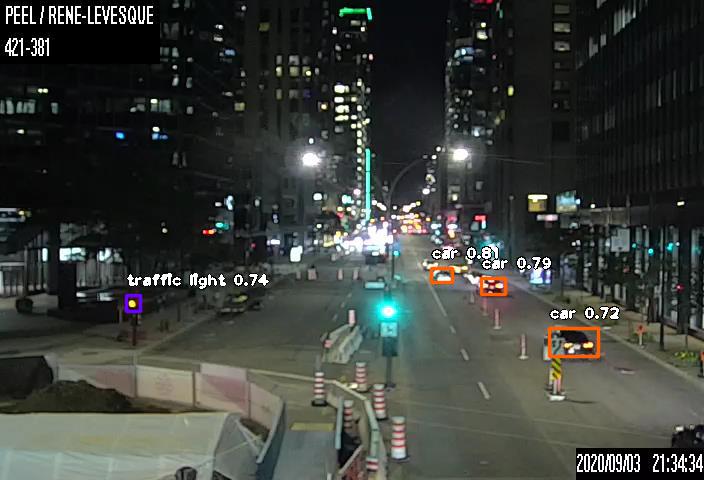 PEEL / RENE-LEVESQUE
421-381
car 0.81
car 0.79
traffic light 0.74
car 0.72
2020/09/03 21:34:34